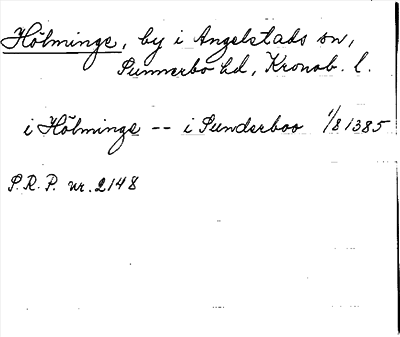 Hölminge, by i Angelstads sn,
Sunnerbo hd, Kronob. l.
i Hölminge -- i Sunderboo 1/8 1385
S.R.P. nr. 2148